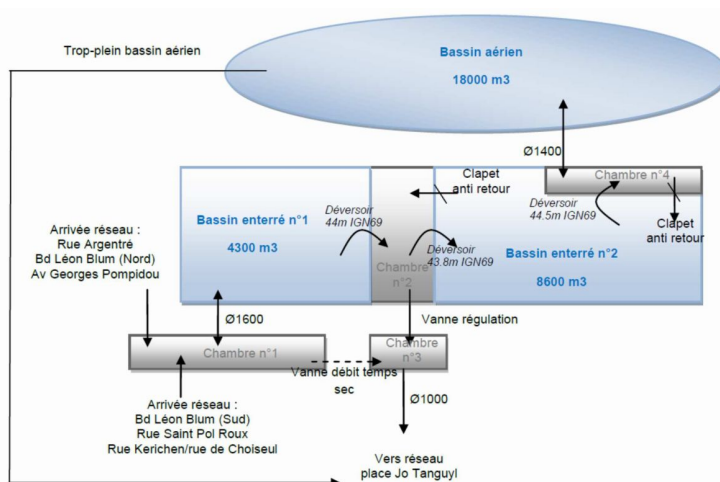 Trop-plein bassin aérien
Bassin aérien
18000 m3
Ø1400
Clapet
anti retour
Chambre n°4
Déversoir
44m IGN69
Bassin enterré n°1
4300 m3
Déversoir
44.5m IGN69
Clapet
anti retour
Arrivée réseau :
Rue Argentré
Bd Léon Blum (Nord)
Av Georges Pompidou
Déversoir
43.8m IGN69
Bassin enterré n°2
8600 m3
Chambre
n°2
Ø1600
Vanne régulation
Chambre n°1
Chambre
n°3
Vanne débit temps
sec
Ø1000
Arrivée réseau :
Bd Léon Blum (Sud)
Rue Saint Pol Roux
Rue Kerichen/rue de Choiseul
Vers réseau
place Jo Tanguyl